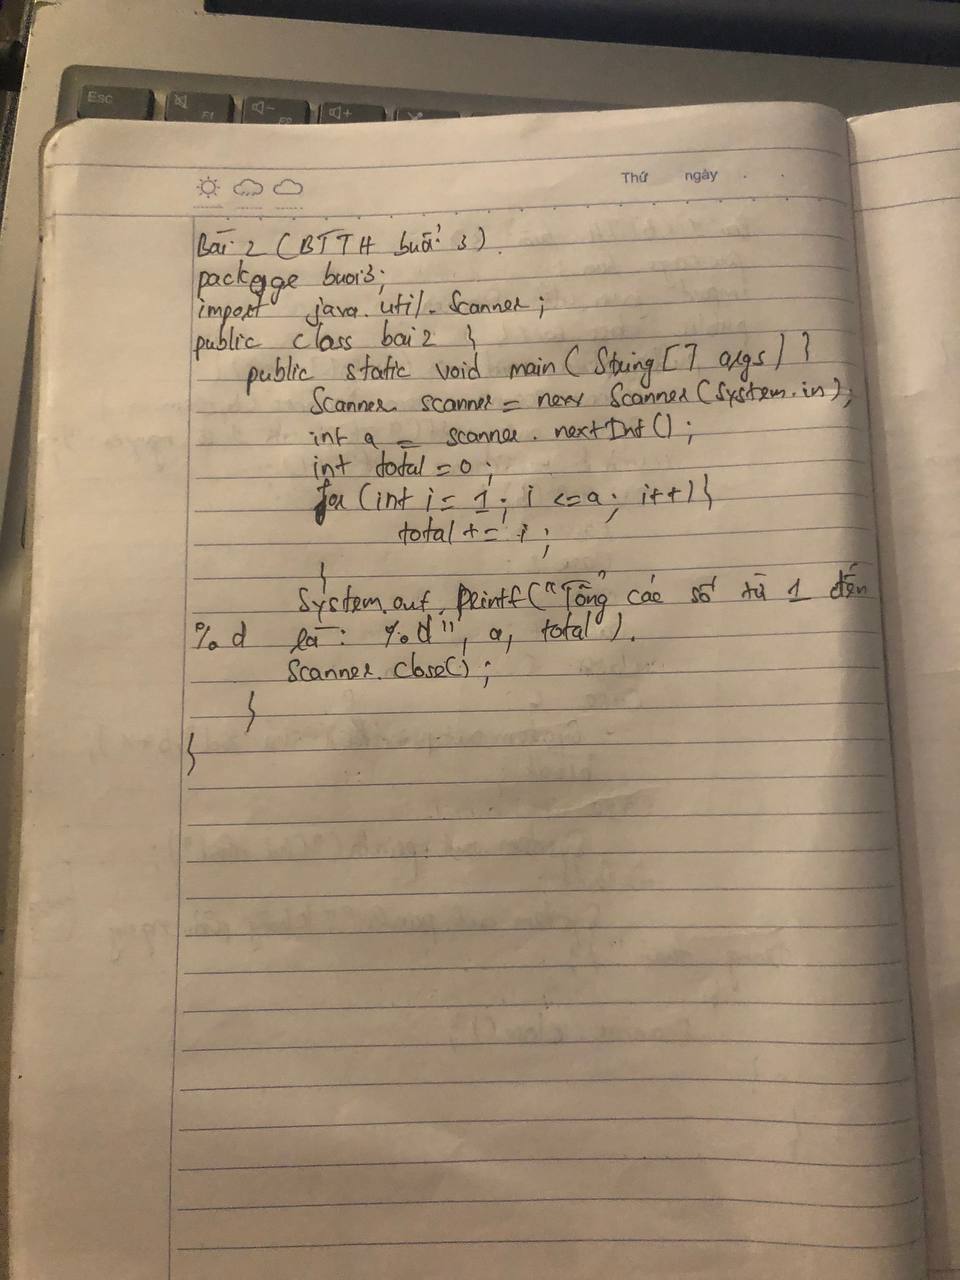 Esc
F1
F2
Thứ ngày
Bài 2 (BTTH buổi 3).
package buoi3;
import java.util.Scanner;
public class bai2 {
public static void main(String[] args) {
Scanner scanner = new Scanner(System.in);
int a = scanner.nextInt();
int total = 0;
for (int i = 1; i <= a; i++) {
total += i;
}
System.out.printf("Tổng các số từ 1 đến
%d là: %d", a, total).
Scanner.close();
}
}